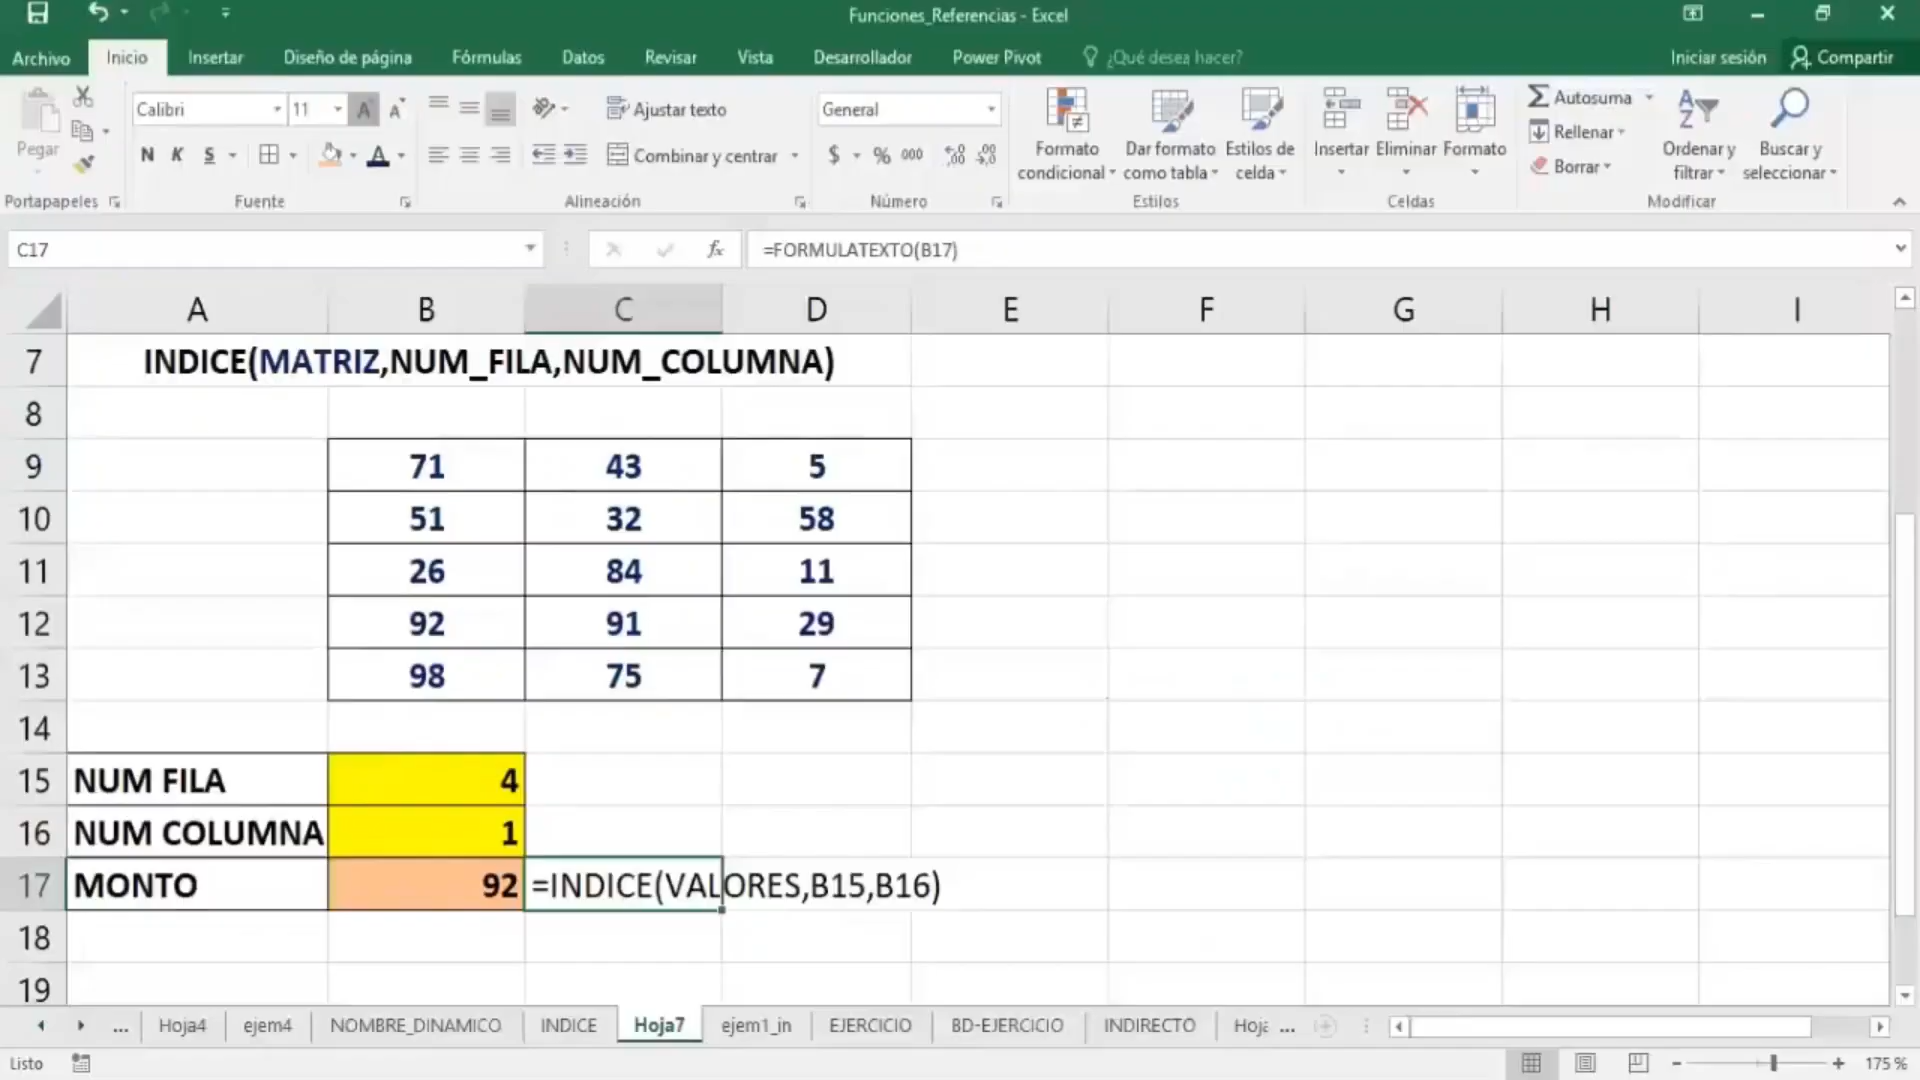 Funciones_Referencias - Excel
Archivo Inicio Insertar Diseño de página Fórmulas Datos Revisar Vista Desarrollador Power Pivot ¿Qué desea hacer? Iniciar sesión Compartir
Pegar
Calibri 11
N K S
Ajustar texto
Combinar y centrar
General
$ % 000
Formato condicional
Dar formato como tabla
Estilos de celda
Insertar Eliminar Formato
Autosuma
Rellenar
Borrar
Ordenar y filtrar
Buscar y seleccionar
Portapapeles Fuente Alineación Número Estilos Celdas Modificar
C17 fx =FORMULATEXTO(B17)
A B C D E F G H I
7 INDICE(MATRIZ,NUM_FILA,NUM_COLUMNA)
8
9 71 43 5
10 51 32 58
11 26 84 11
12 92 91 29
13 98 75 7
14
15 NUM FILA 4
16 NUM COLUMNA 1
17 MONTO 92 =INDICE(VALORES,B15,B16)
18
19
... Hoja4 ejem4 NOMBRE_DINAMICO INDICE Hoja7 ejem1_in EJERCICIO BD-EJERCICIO INDIRECTO Hoja ...
Listo 175 %